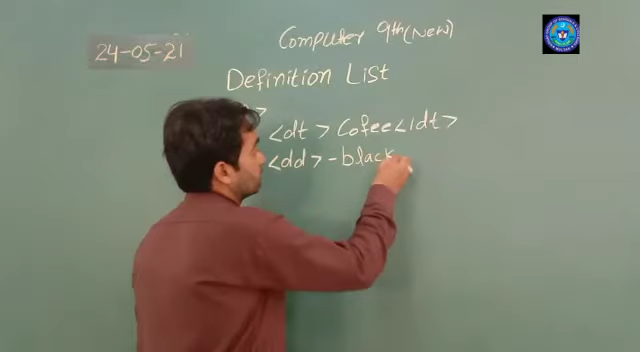 24-05-21
Computer 9th (New)
Definition List
>
<dt> Cofee </dt>
<dd> - black